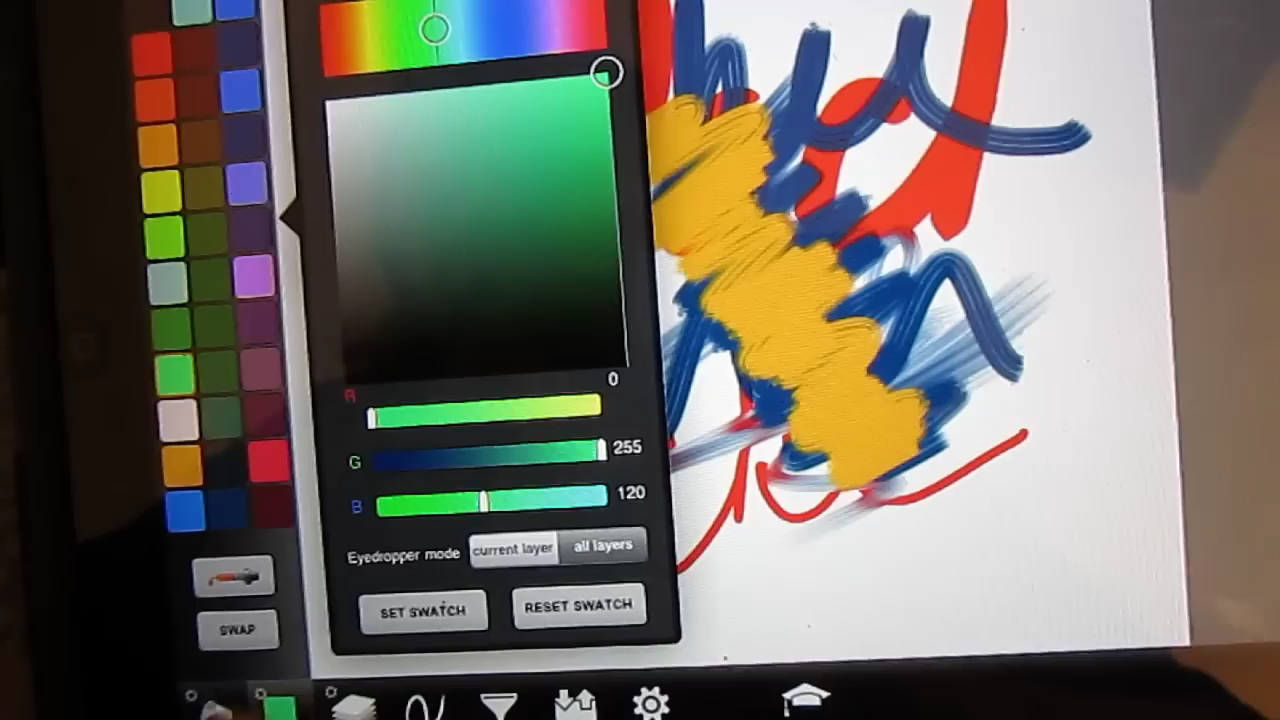 0
R
255
G
120
B
Eyedropper mode current layer all layers
SET SWATCH RESET SWATCH
SWAP